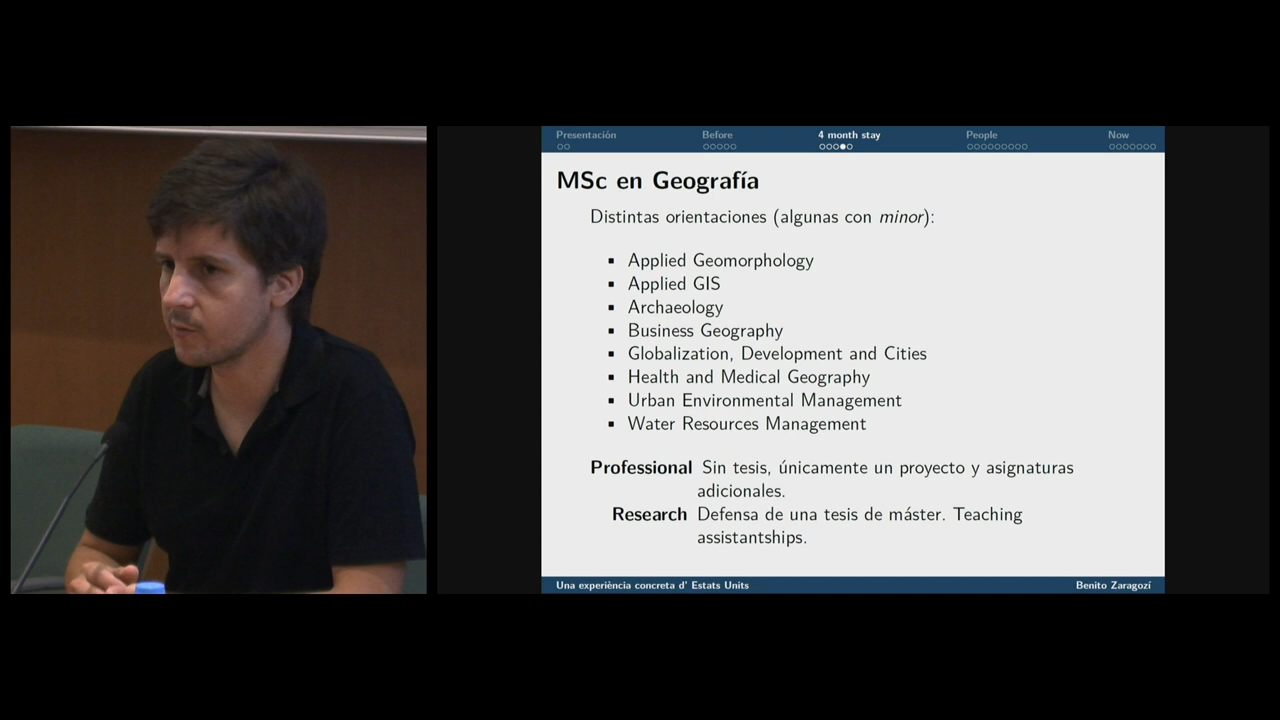 Presentación Before 4 month stay People Now
MSc en Geografía
Distintas orientaciones (algunas con minor):
Applied Geomorphology
Applied GIS
Archaeology
Business Geography
Globalization, Development and Cities
Health and Medical Geography
Urban Environmental Management
Water Resources Management
Professional Sin tesis, únicamente un proyecto y asignaturas
adicionales.
Research Defensa de una tesis de máster. Teaching
assistantships.
Una experiència concreta d' Estats Units Benito Zaragozí